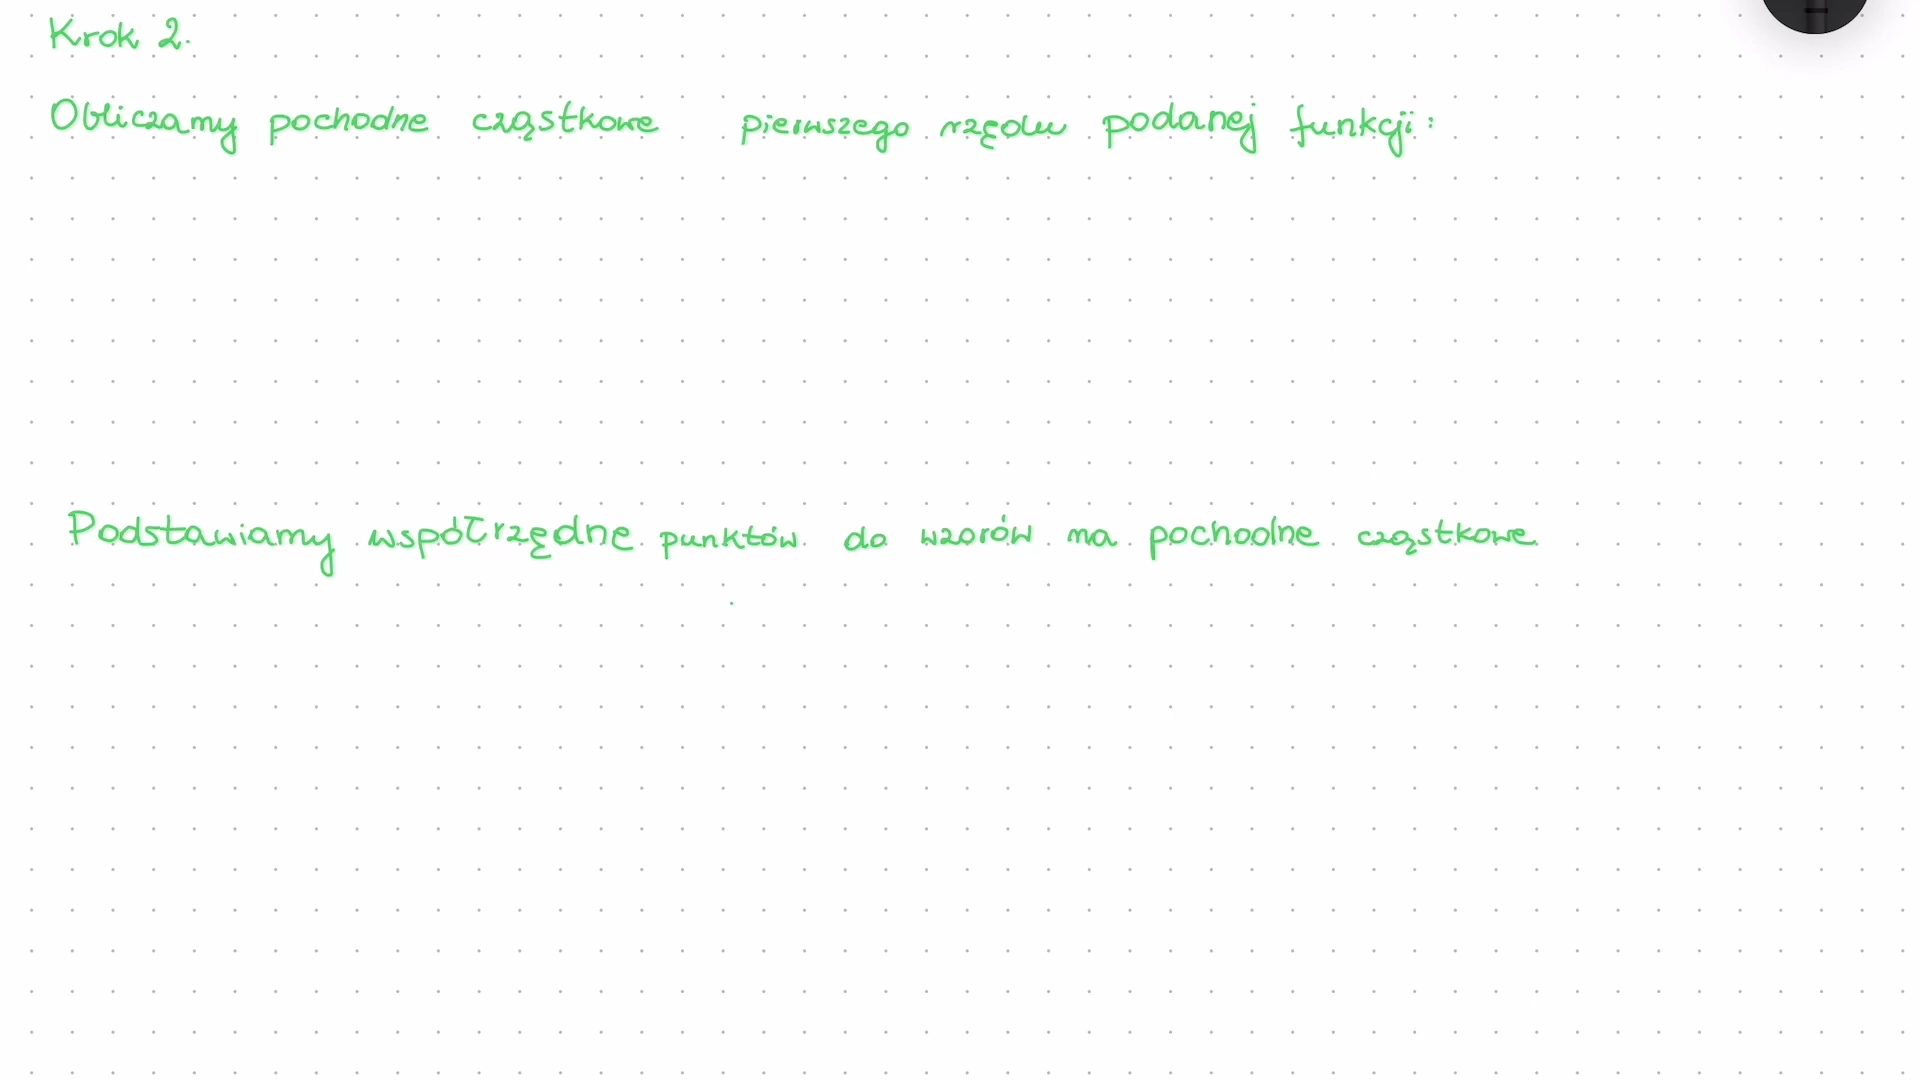 Krok 2.
Obliczamy pochodne cząstkowe pierwszego rzędu podanej funkcji:
Podstawiamy współrzędne punktów do wzorów na pochodne cząstkowe